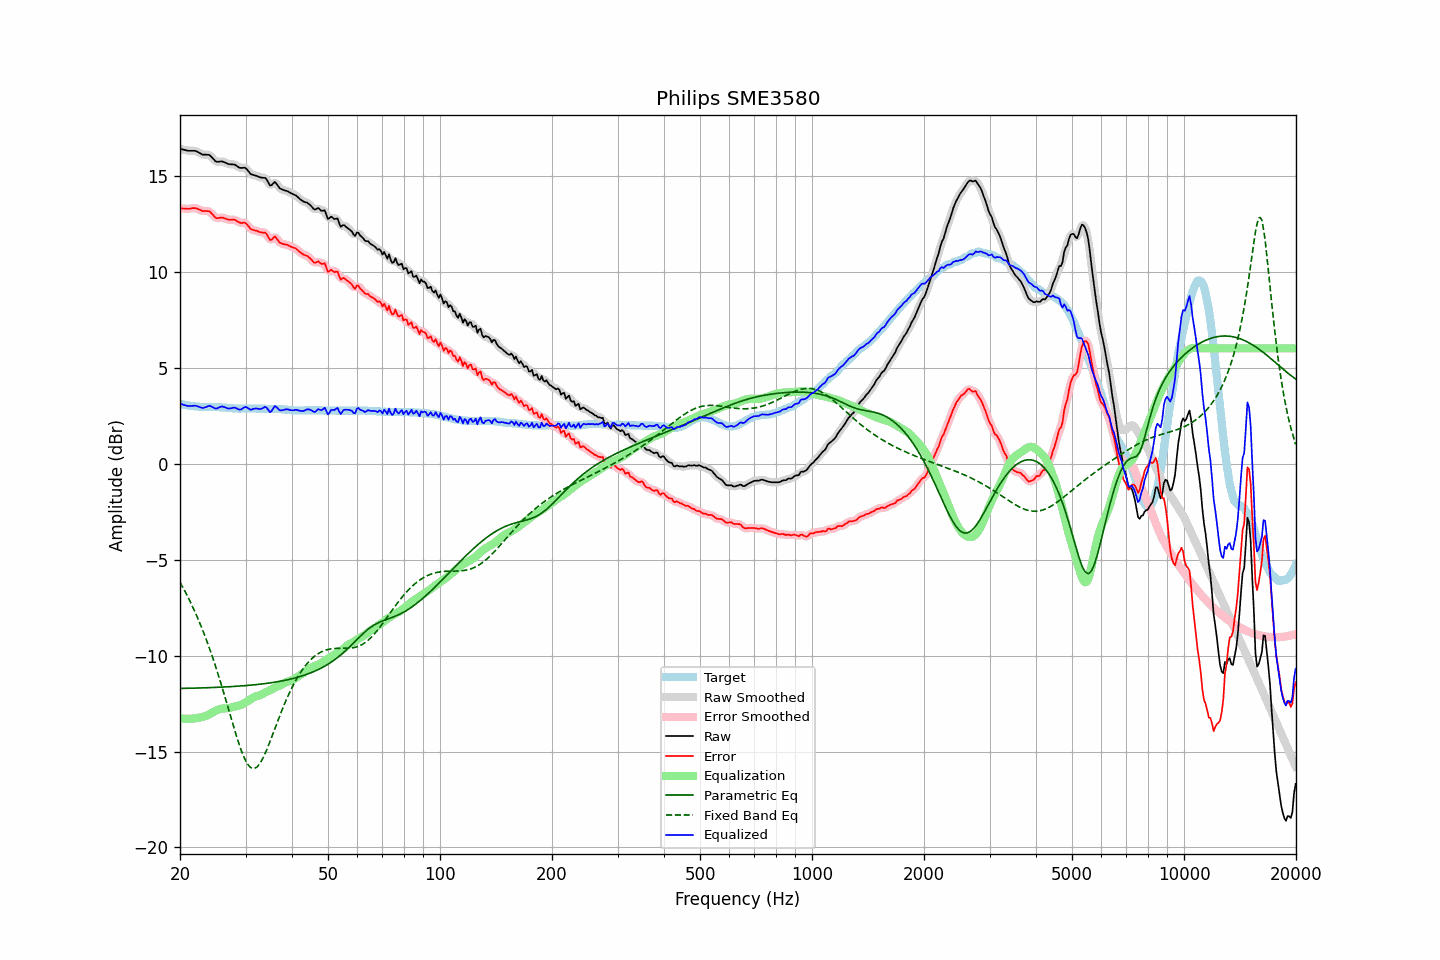 Philips SME3580
Amplitude (dBr)
15
10
5
0
−5
−10
−15
−20
Target
Raw Smoothed
Error Smoothed
Raw
Error
Equalization
Parametric Eq
Fixed Band Eq
Equalized
20 50 100 200 500 1000 2000 5000 10000 20000
Frequency (Hz)